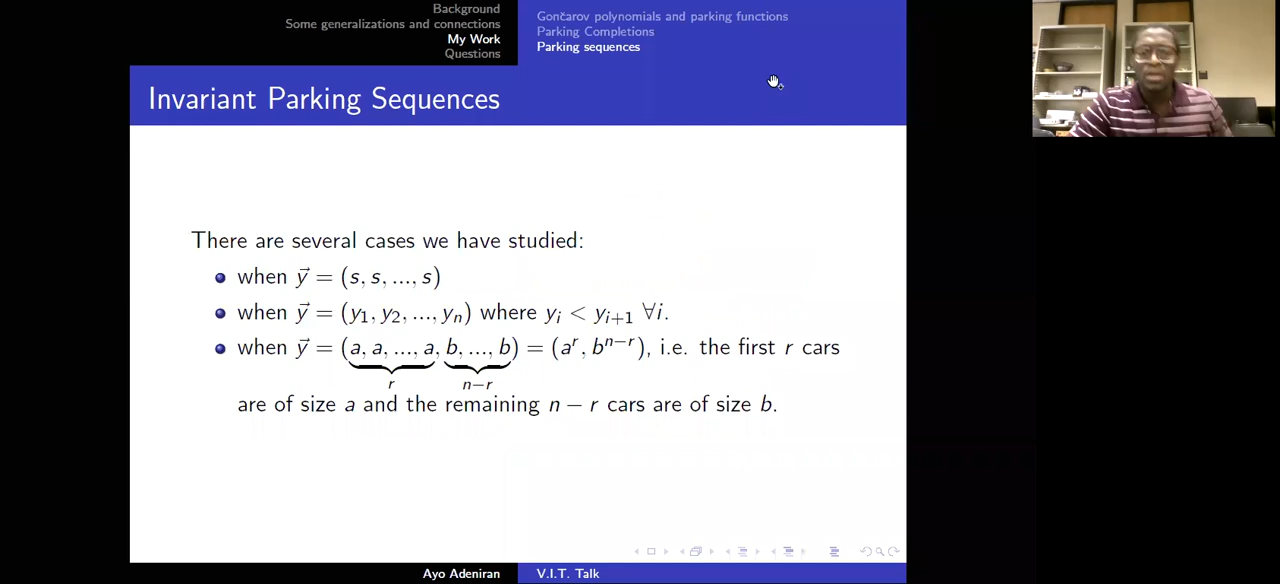 Background
Some generalizations and connections
My Work
Questions
Gončarov polynomials and parking functions
Parking Completions
Parking sequences
Invariant Parking Sequences
There are several cases we have studied:
when y⃗ = (s, s, ..., s)
when y⃗ = (y₁, y₂, ..., yₙ) where yᵢ < yᵢ₊₁ ∀i.
when y⃗ = (a, a, ..., a, b, ..., b) = (aʳ, bⁿ⁻ʳ), i.e. the first r cars
r n−r
are of size a and the remaining n − r cars are of size b.
Ayo Adeniran V.I.T. Talk